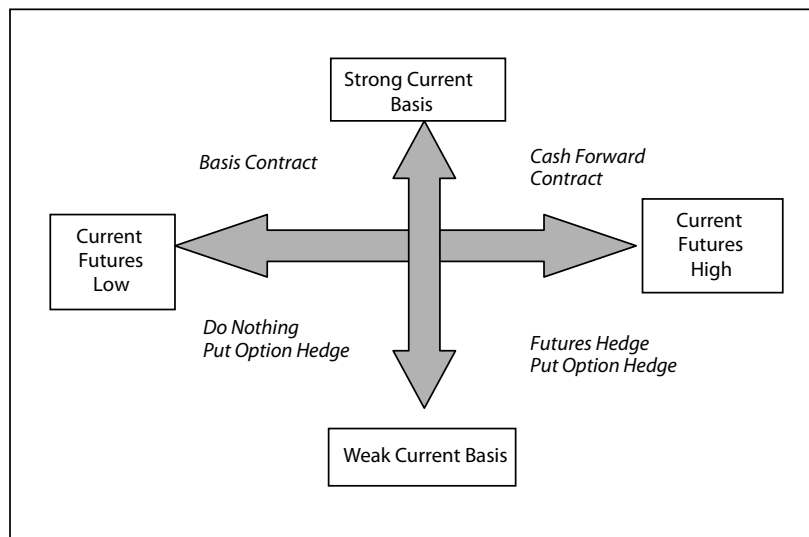 Strong Current
Basis
Basis Contract
Cash Forward
Contract
Current
Futures
Low
Current
Futures
High
Do Nothing
Put Option Hedge
Futures Hedge
Put Option Hedge
Weak Current Basis